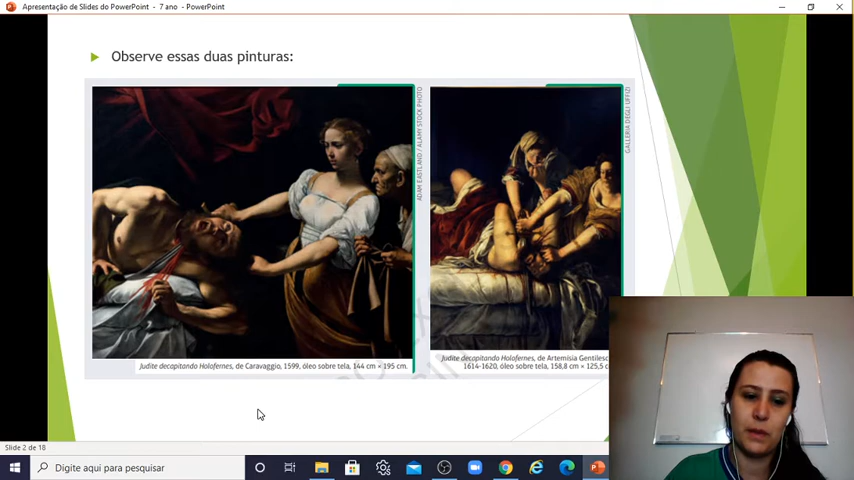 Apresentação de Slides do PowerPoint - 7 ano - PowerPoint
Observe essas duas pinturas:
ADAM EASTLAND / ALAMY STOCK PHOTO
GALLERIA DEGLI UFFIZI
Judite decapitando Holofernes, de Caravaggio, 1599, óleo sobre tela, 144 cm × 195 cm.
Judite decapitando Holofernes, de Artemisia Gentilesc
1614-1620, óleo sobre tela, 158,8 cm × 125,5 c
Slide 2 de 18
Digite aqui para pesquisar